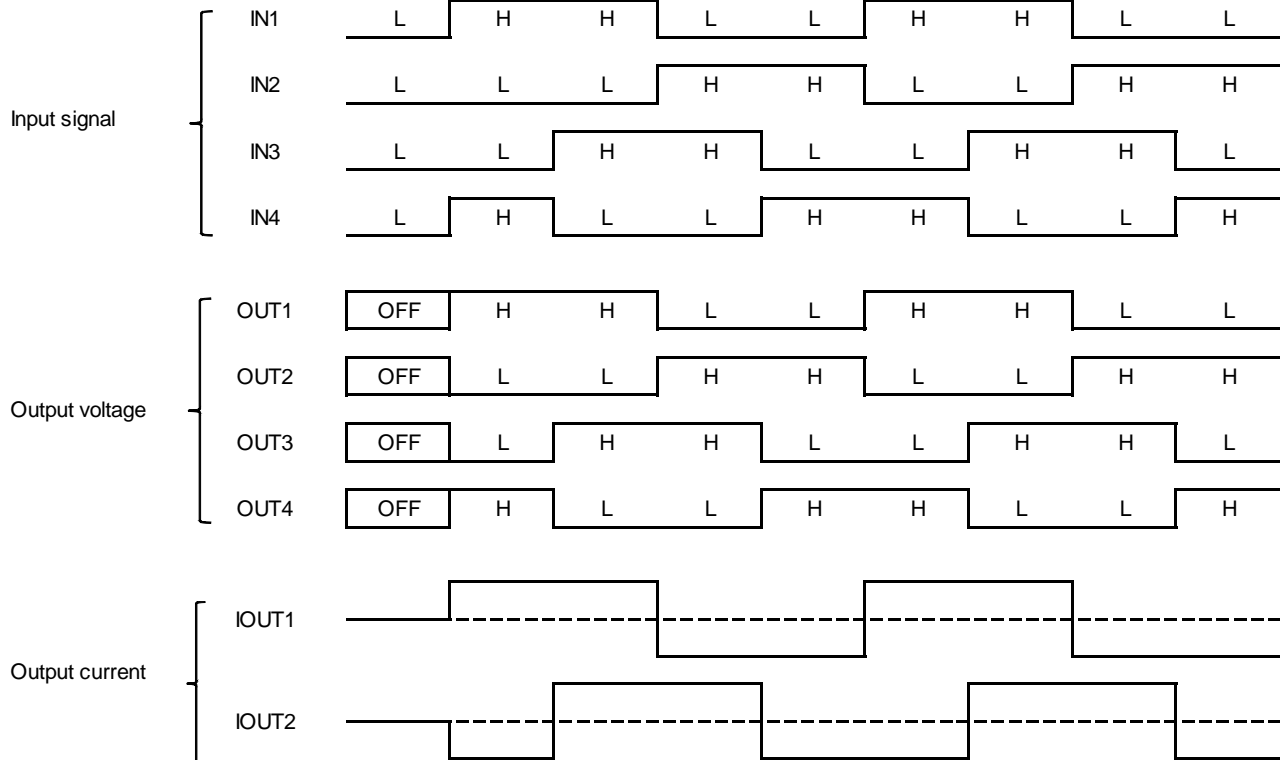 IN1 L H H L L H H L L
IN2 L L L H H L L H H
Input signal
IN3 L L H H L L H H L
IN4 L H L L H H L L H
OUT1 OFF H H L L H H L L
OUT2 OFF L L H H L L H H
Output voltage
OUT3 OFF L H H L L H H L
OUT4 OFF H L L H H L L H
IOUT1
Output current
IOUT2